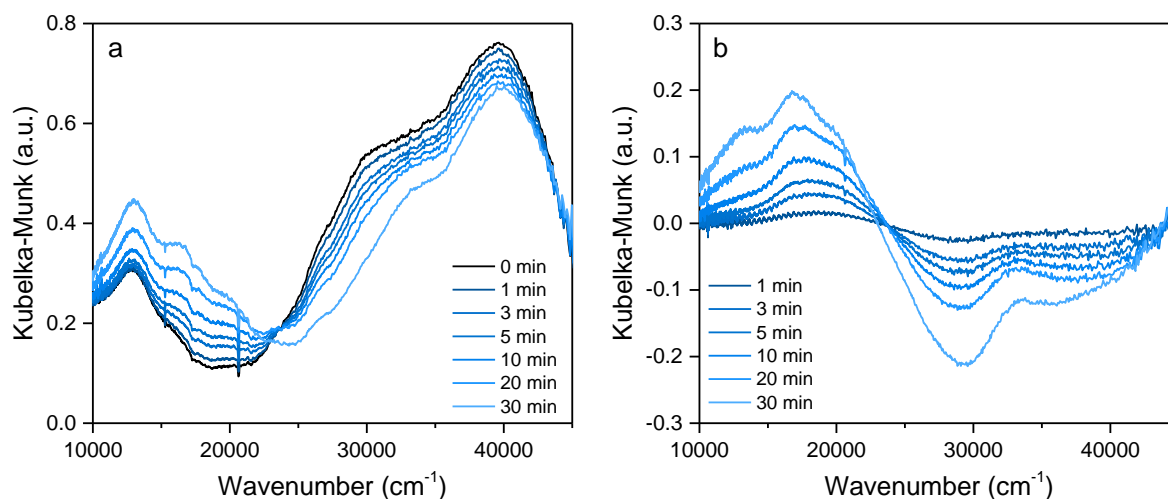 a
Kubelka-Munk (a.u.)
0.8
0.6
0.4
0.2
0.0
10000 20000 30000 40000
Wavenumber (cm-1)
0 min
1 min
3 min
5 min
10 min
20 min
30 min
b
Kubelka-Munk (a.u.)
0.3
0.2
0.1
0.0
-0.1
-0.2
-0.3
10000 20000 30000 40000
Wavenumber (cm-1)
1 min
3 min
5 min
10 min
20 min
30 min